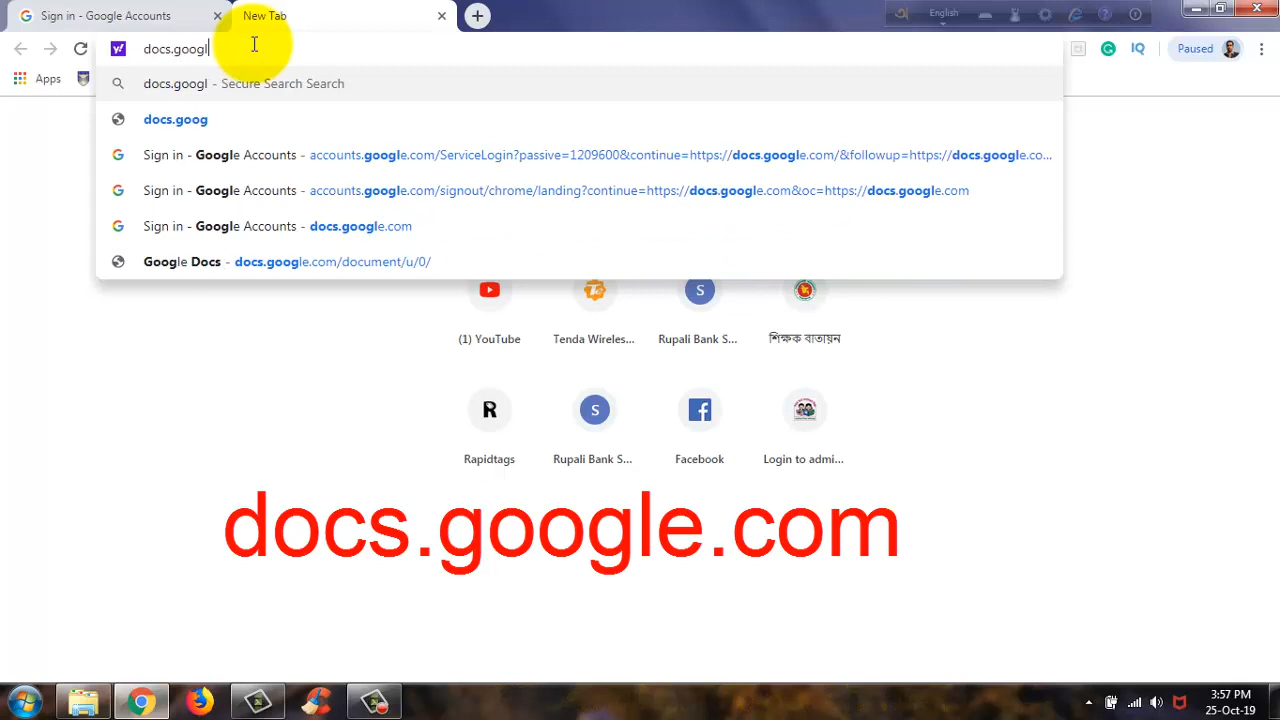 Sign in - Google Accounts
New Tab
English
docs.googl
Paused
Apps
docs.googl - Secure Search Search
docs.goog
Sign in - Google Accounts - accounts.google.com/ServiceLogin?passive=1209600&continue=https://docs.google.com/&followup=https://docs.google.co...
Sign in - Google Accounts - accounts.google.com/signout/chrome/landing?continue=https://docs.google.com&oc=https://docs.google.com
Sign in - Google Accounts - docs.google.com
Google Docs - docs.google.com/document/u/0/
(1) YouTube
Tenda Wireles...
Rupali Bank S...
শিক্ষক বাতায়ন
Rapidtags
Rupali Bank S...
Facebook
Login to admi...
docs.google.com
3:57 PM
25-Oct-19